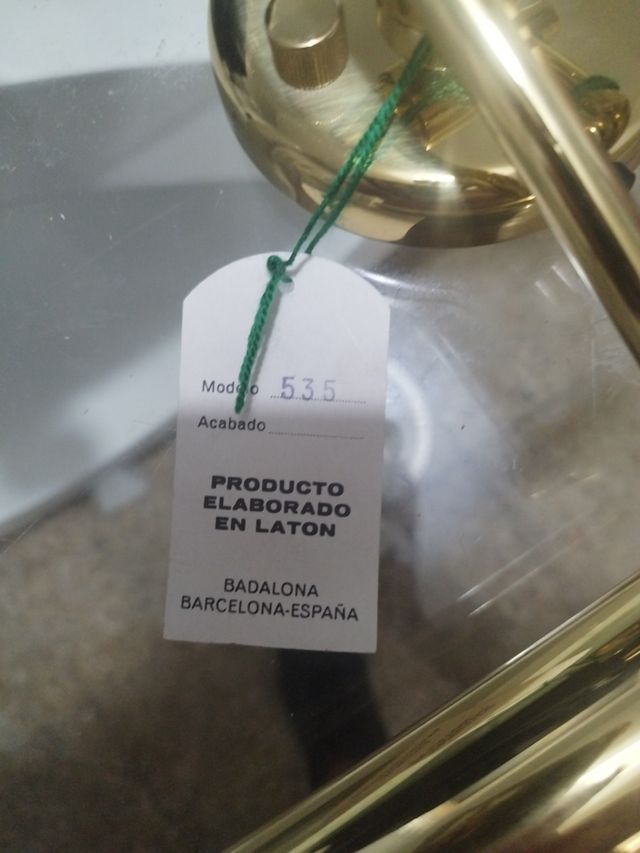 Modelo 535
Acabado
PRODUCTO
ELABORADO
EN LATON
BADALONA
BARCELONA-ESPAÑA